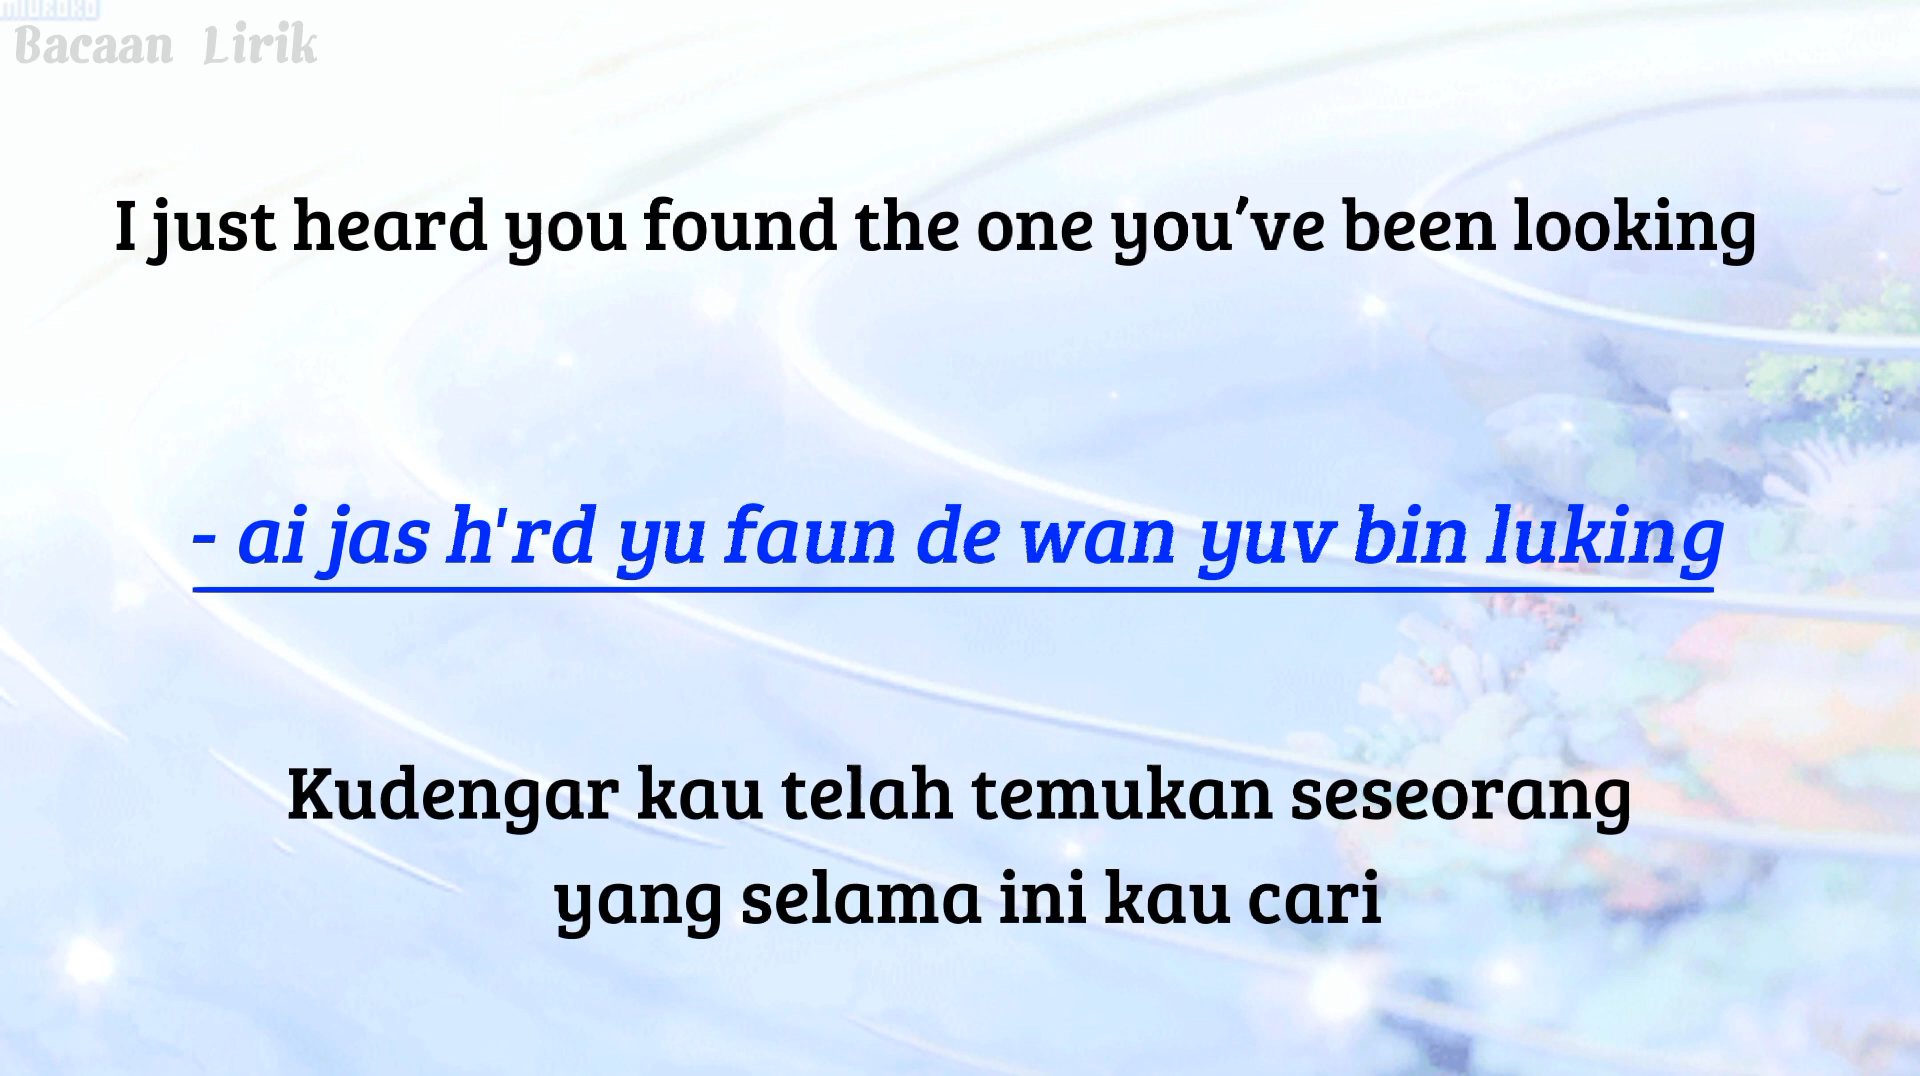 MIUROKO
Bacaan Lirik
I just heard you found the one you’ve been looking
- ai jas h'rd yu faun de wan yuv bin luking
Kudengar kau telah temukan seseorang
yang selama ini kau cari